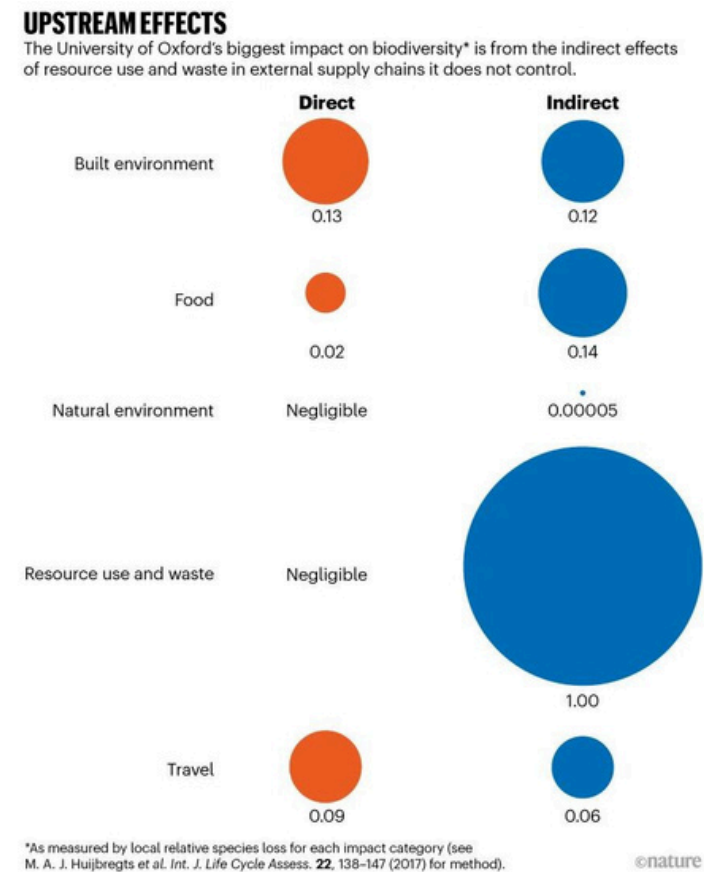 UPSTREAM EFFECTS
The University of Oxford's biggest impact on biodiversity* is from the indirect effects
of resource use and waste in external supply chains it does not control.
Direct Indirect
Built environment
0.13 0.12
Food
0.02 0.14
Natural environment Negligible 0.00005
Resource use and waste Negligible
1.00
Travel
0.09 0.06
*As measured by local relative species loss for each impact category (see
M. A. J. Huijbregts et al. Int. J. Life Cycle Assess. 22, 138–147 (2017) for method).
©nature